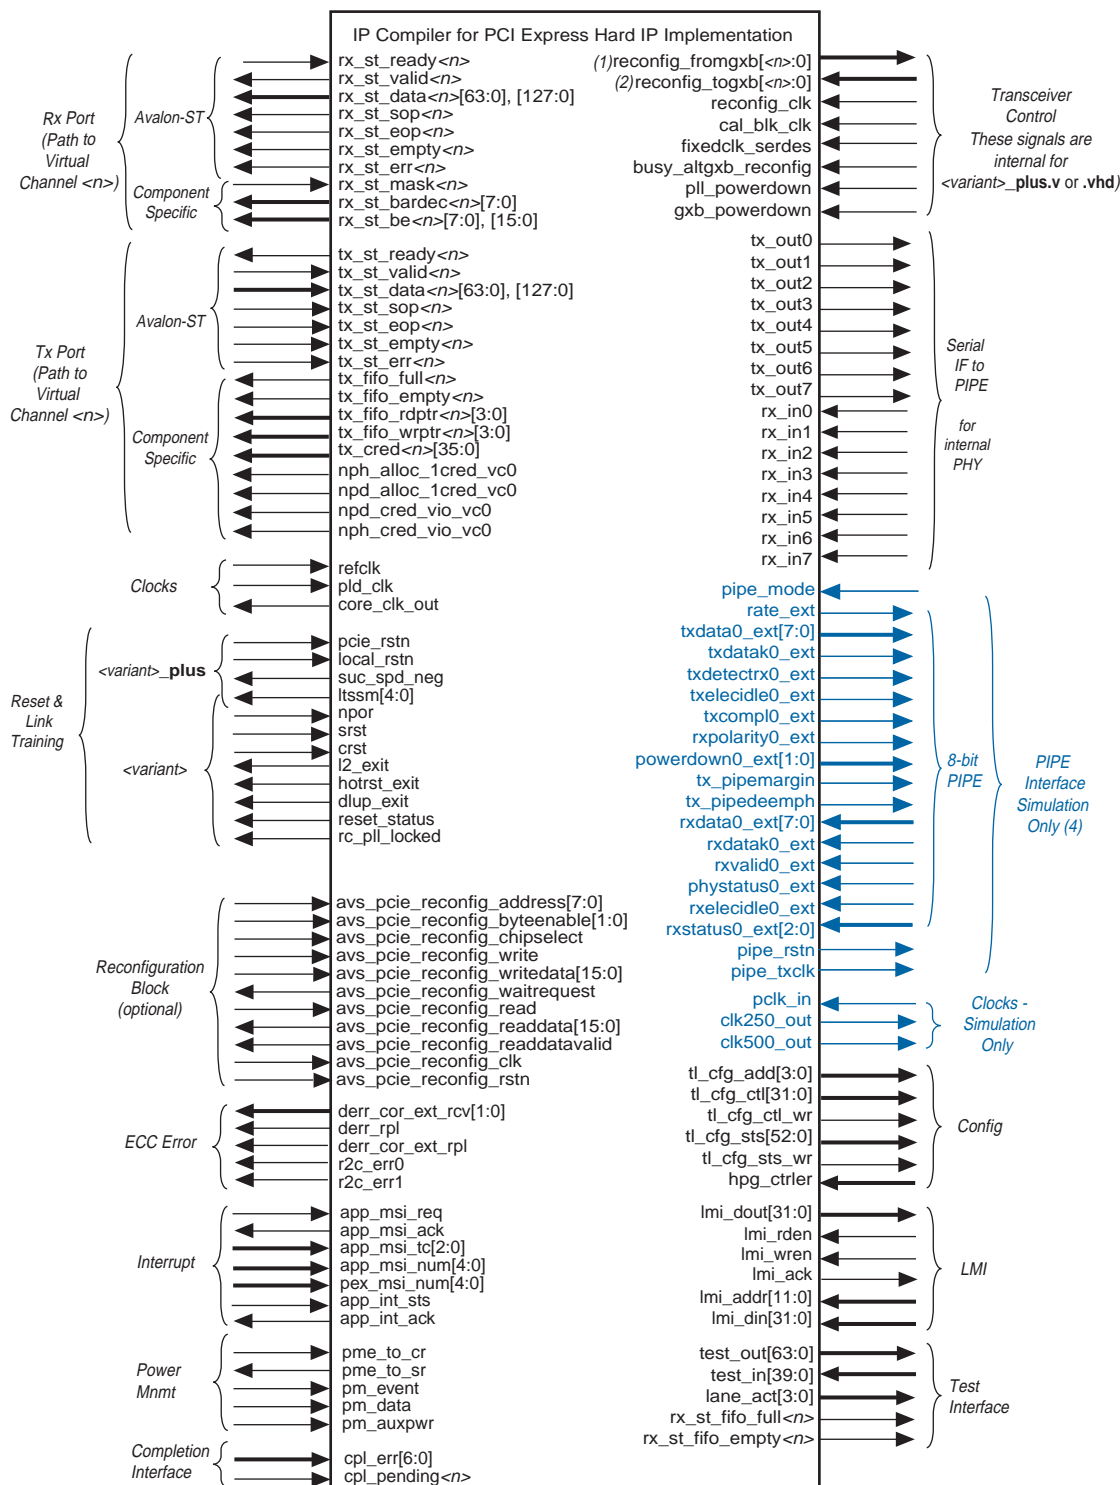 IP Compiler for PCI Express Hard IP Implementation
Rx Port
(Path to
Virtual
Channel <n>)
Avalon-ST
rx_st_ready<n>
rx_st_valid<n>
rx_st_data<n>[63:0], [127:0]
rx_st_sop<n>
rx_st_eop<n>
rx_st_empty<n>
rx_st_err<n>
Component
Specific
rx_st_mask<n>
rx_st_bardec<n>[7:0]
rx_st_be<n>[7:0], [15:0]
Tx Port
(Path to
Virtual
Channel <n>)
Avalon-ST
tx_st_ready<n>
tx_st_valid<n>
tx_st_data<n>[63:0], [127:0]
tx_st_sop<n>
tx_st_eop<n>
tx_st_empty<n>
tx_st_err<n>
Component
Specific
tx_fifo_full<n>
tx_fifo_empty<n>
tx_fifo_rdptr<n>[3:0]
tx_fifo_wrptr<n>[3:0]
tx_cred<n>[35:0]
nph_alloc_1cred_vc0
npd_alloc_1cred_vc0
npd_cred_vio_vc0
nph_cred_vio_vc0
Clocks
refclk
pld_clk
core_clk_out
Reset &
Link
Training
<variant>_plus
pcie_rstn
local_rstn
suc_spd_neg
ltssm[4:0]
<variant>
npor
srst
crst
l2_exit
hotrst_exit
dlup_exit
reset_status
rc_pll_locked
Reconfiguration
Block
(optional)
avs_pcie_reconfig_address[7:0]
avs_pcie_reconfig_byteenable[1:0]
avs_pcie_reconfig_chipselect
avs_pcie_reconfig_write
avs_pcie_reconfig_writedata[15:0]
avs_pcie_reconfig_waitrequest
avs_pcie_reconfig_read
avs_pcie_reconfig_readdata[15:0]
avs_pcie_reconfig_readdatavalid
avs_pcie_reconfig_clk
avs_pcie_reconfig_rstn
ECC Error
derr_cor_ext_rcv[1:0]
derr_rpl
derr_cor_ext_rpl
r2c_err0
r2c_err1
Interrupt
app_msi_req
app_msi_ack
app_msi_tc[2:0]
app_msi_num[4:0]
pex_msi_num[4:0]
app_int_sts
app_int_ack
Power
Mnmt
pme_to_cr
pme_to_sr
pm_event
pm_data
pm_auxpwr
Completion
Interface
cpl_err[6:0]
cpl_pending<n>
(1)reconfig_fromgxb[<n>:0]
(2)reconfig_togxb[<n>:0]
reconfig_clk
cal_blk_clk
fixedclk_serdes
busy_altgxb_reconfig
pll_powerdown
gxb_powerdown
Transceiver
Control
These signals are
internal for
<variant>_plus.v or .vhd)
tx_out0
tx_out1
tx_out2
tx_out3
tx_out4
tx_out5
tx_out6
tx_out7
rx_in0
rx_in1
rx_in2
rx_in3
rx_in4
rx_in5
rx_in6
rx_in7
Serial
IF to
PIPE
for
internal
PHY
pipe_mode
rate_ext
txdata0_ext[7:0]
txdatak0_ext
txdetectrx0_ext
txelecidle0_ext
txcompl0_ext
rxpolarity0_ext
powerdown0_ext[1:0]
tx_pipemargin
tx_pipedeemph
rxdata0_ext[7:0]
rxdatak0_ext
rxvalid0_ext
phystatus0_ext
rxelecidle0_ext
rxstatus0_ext[2:0]
pipe_rstn
pipe_txclk
8-bit
PIPE
PIPE
Interface
Simulation
Only (4)
pclk_in
clk250_out
clk500_out
Clocks -
Simulation
Only
tl_cfg_add[3:0]
tl_cfg_ctl[31:0]
tl_cfg_ctl_wr
tl_cfg_sts[52:0]
tl_cfg_sts_wr
hpg_ctrler
Config
lmi_dout[31:0]
lmi_rden
lmi_wren
lmi_ack
lmi_addr[11:0]
lmi_din[31:0]
LMI
test_out[63:0]
test_in[39:0]
lane_act[3:0]
rx_st_fifo_full<n>
rx_st_fifo_empty<n>
Test
Interface